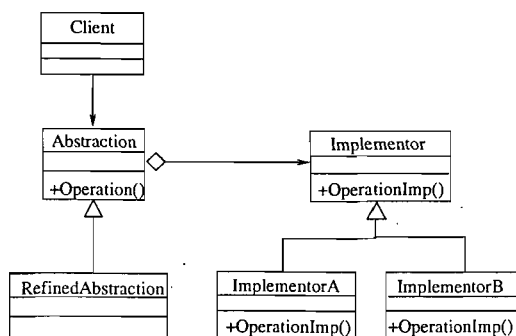 Client
Abstraction
+Operation()
Implementor
+OperationImp()
RefinedAbstraction
ImplementorA
+OperationImp()
ImplementorB
+OperationImp()